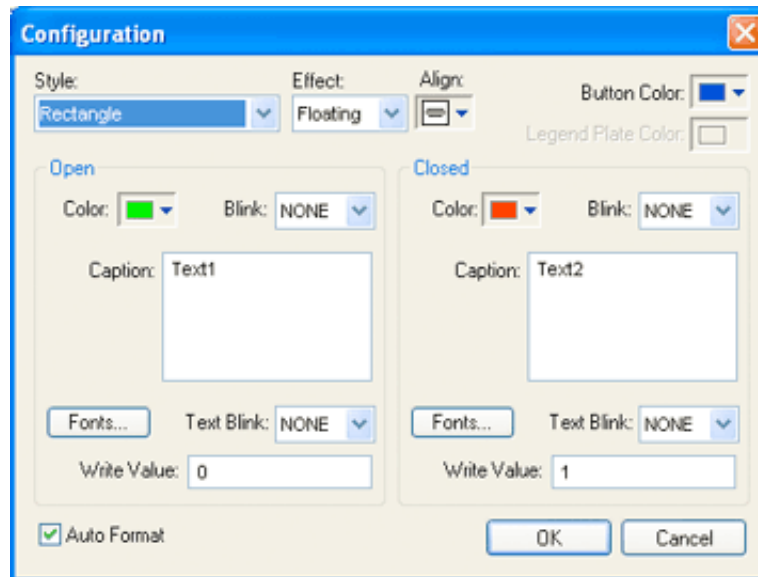 Configuration
Style: Effect: Align:
Rectangle Floating Button Color:
Legend Plate Color:
Open Closed
Color: Blink: NONE Color: Blink: NONE
Caption: Text1 Caption: Text2
Fonts... Text Blink: NONE Fonts... Text Blink: NONE
Write Value: 0 Write Value: 1
Auto Format OK Cancel